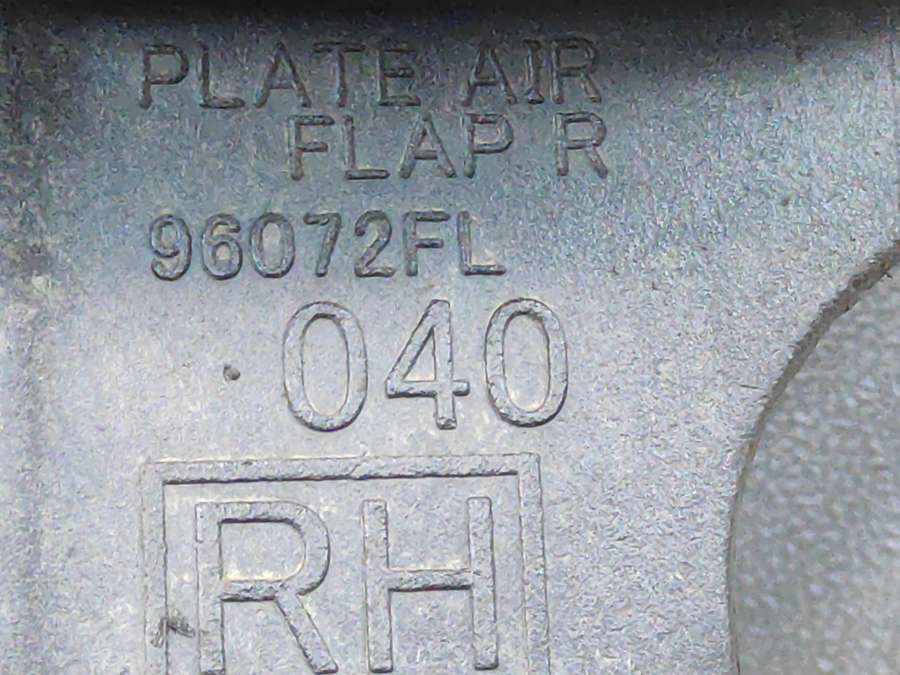 PLATE AIR
FLAP R
96072FL
040
RH